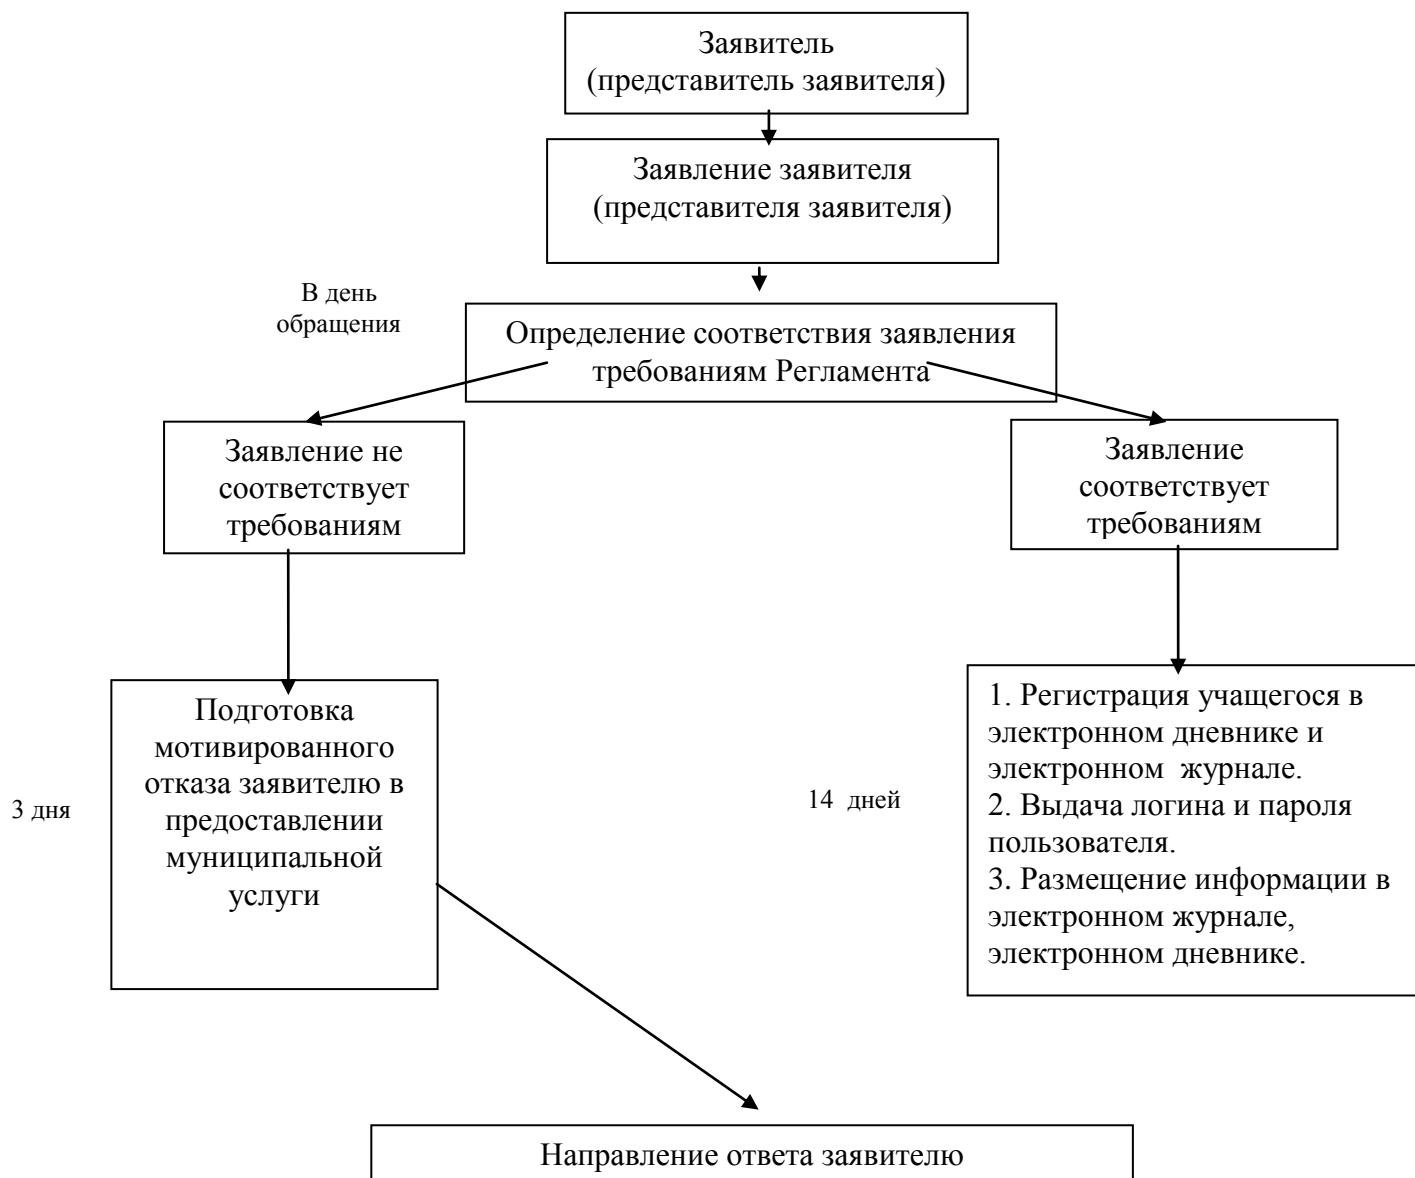 Заявитель
(представитель заявителя)
Заявление заявителя
(представителя заявителя)
В день
обращения
Определение соответствия заявления
требованиям Регламента
Заявление не
соответствует
требованиям
Заявление
соответствует
требованиям
3 дня
Подготовка
мотивированного
отказа заявителю в
предоставлении
муниципальной
услуги
14 дней
1. Регистрация учащегося в
электронном дневнике и
электронном журнале.
2. Выдача логина и пароля
пользователя.
3. Размещение информации в
электронном журнале,
электронном дневнике.
Направление ответа заявителю